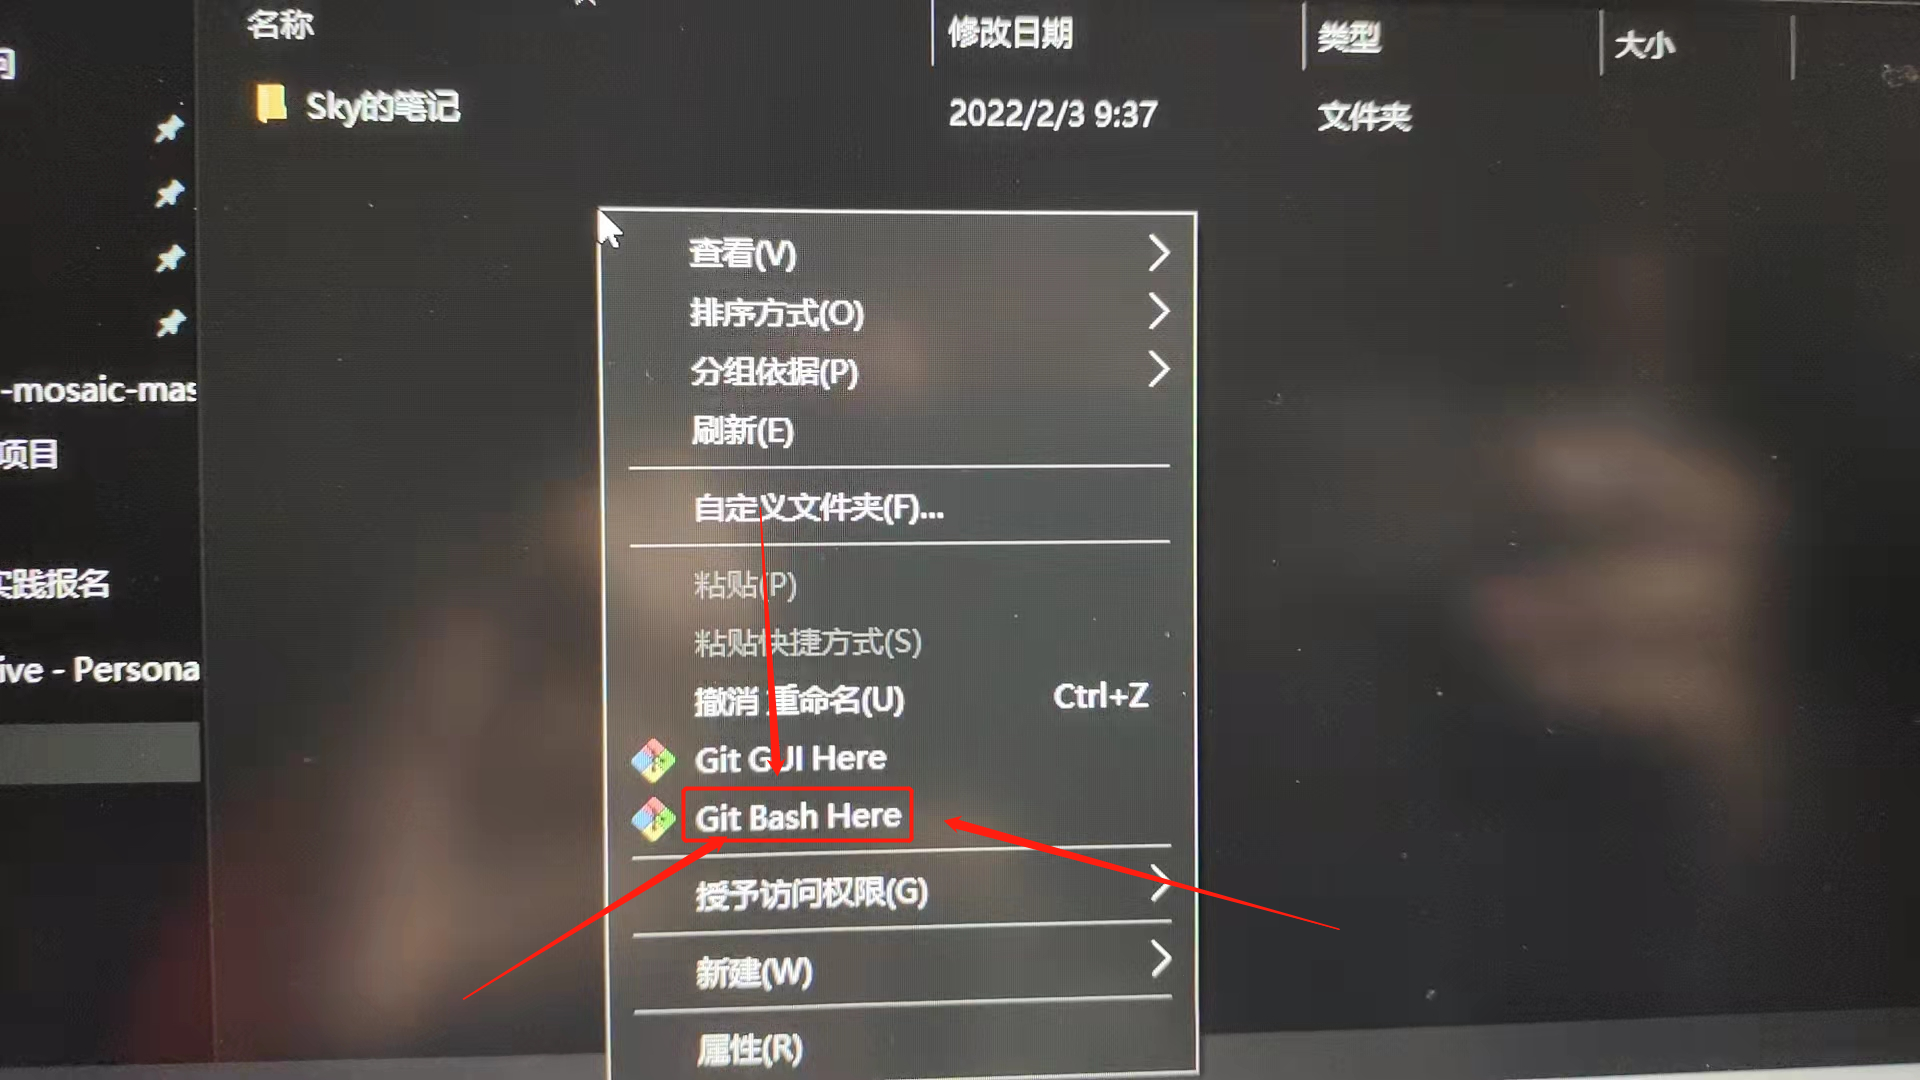 名称
修改日期
类型
大小
Sky的笔记
2022/2/3 9:37
文件夹
查看(V)
排序方式(O)
分组依据(P)
刷新(E)
自定义文件夹(F)...
粘贴(P)
粘贴快捷方式(S)
撤消 重命名(U)
Ctrl+Z
Git GUI Here
Git Bash Here
授予访问权限(G)
新建(W)
属性(R)
-mosaic-mas
项目
实践报名
ive - Persona